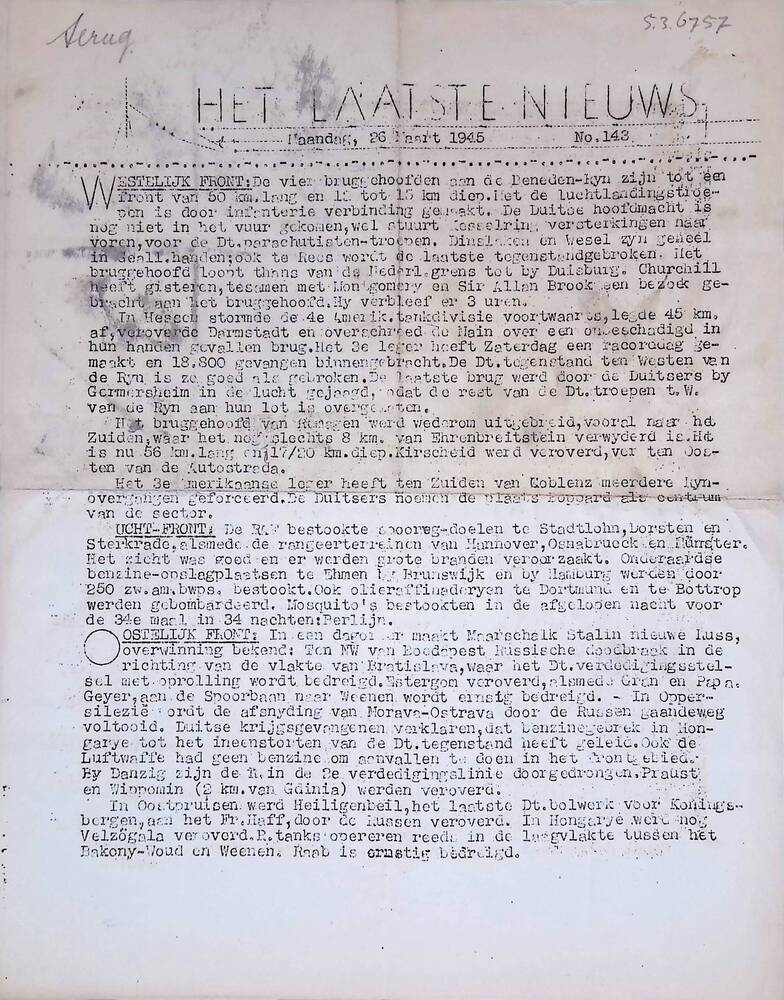 Terug
5.3.6757
HET LAATSTE NIEUWS
Maandag, 26 Maart 1945 No.143
WESTELIJK FRONT:De vier bruggehoofden aan de Beneden-Ryn zijn tot een
front van 50 km.lang en 1 tot 15 km diep.Met de luchtlandingstroe-
pen is door infanterie verbinding gemaakt. De Duitse hoofdmacht is
nog niet in het vuur gekomen,wel stuurt Kesselring versterkingen naar
voren,voor de Dt.parachutisten-troepen. Dinslaken en Wesel zyn geheel
in Geall.handen;ook te Rees wordt de laatste tegenstandgebroken. Het
bruggehoofd loopt thans van de Nederl.grens tot by Duisburg. Churchill
heeft gisteren,tesamen met Montgomery en Sir Allan Brook een bezoek ge-
bracht aan het bruggehoofd.Hy verbleef er 3 uren.
In Hessen stormde de 4e Amerik.tankdivisie voortwaarts,legde 45 km.
af,veroverde Darmstadt en overschreed de Main over een onbeschadigd in
hun handen gevallen brug.Het 3e leger heeft Zaterdag een racordag ge-
maakt en 18.800 gevangen binnengebracht.De Dt.tegenstand ten Westen van
de Ryn is zo goed als gebroken.De laatste brug werd door de Duitsers by
Germersheim in de lucht gejaagd, odat de rest van de Dt.troepen t.W.
van de Ryn aan hun lot is overgelaten.
Het bruggehoofd van Remagen werd wederom uitgebreid,vooral naar het
Zuiden,waar het nog slechts 8 km. van Ehrenbreitstein verwyderd is.Het
is nu 56 km.lang en 17/20 km.diep.Kirscheid werd veroverd,ver ten Oos-
ten van de Autostrada.
Het 3e Amerikaanse leger heeft ten Zuiden van Koblenz meerdere Ryn-
overgangen geforceerd.De Duitsers noemen de plaats Boppard als centrum
van de sector.
LUCHT-FRONT: De RAF bestookte spoorweg-doelen te Stadtlohn,Dorsten en
Sterkrade,alsmede de rangeerterreinen van Hannover,Osnabrueck en Münster.
Het zicht was goed en er werden grote branden veroorzaakt. Onderaardse
benzine-opslagplaatsen te Ehmen by Brunswijk en by Hamburg werden door
250 zw.am.bwps. bestookt.Ook olieraffinaderyen te Dortmund en te Bottrop
werden gebombardeerd. Mosquito's bestookten in de afgelopen nacht voor
de 34e maal in 34 nachten:Berlijn.
OOSTELIJK FRONT: In een dagorder maakt Maarschalk Stalin nieuwe Russ.
overwinning bekend: Ten NW van Boedapest Russische doodbraak in de
richting van de vlakte van Bratislava,waar het Dt.verdedigingsstel-
sel met oprolling wordt bedreigd.Estergom veroverd,alsmede Gran en Papa.
Geyer,aan de Spoorbaan naar Weenen wordt ernstig bedreigd. - In Opper-
silezië wordt de afsnyding van Morava-Ostrava door de Russen gaandeweg
voltooid. Duitse krijgsgevangenen verklaren,dat benzinegebrek in Hon-
garye tot het ineenstorten van de Dt.tegenstand heeft geleid.Ook de
Luftwaffe had geen benzine om aanvallen te doen in het frontgebied.
By Danzig zijn de R.in de 2e verdedigingslinie doorgedrongen.Praust
en Wippomin (2 km.van Gdinia) werden veroverd.
In Oostpruisen werd Heiligenbeil,het laatste Dt.bolwerk voor Konings-
bergen,aan het Fr.Haff,door de Russen veroverd. In Hongarye werd nog
Velzögala veroverd.R.tanks opereren reeds in de laagvlakte tussen het
Bakony-Woud en Weenen. Raab is ernstig bedreigd.